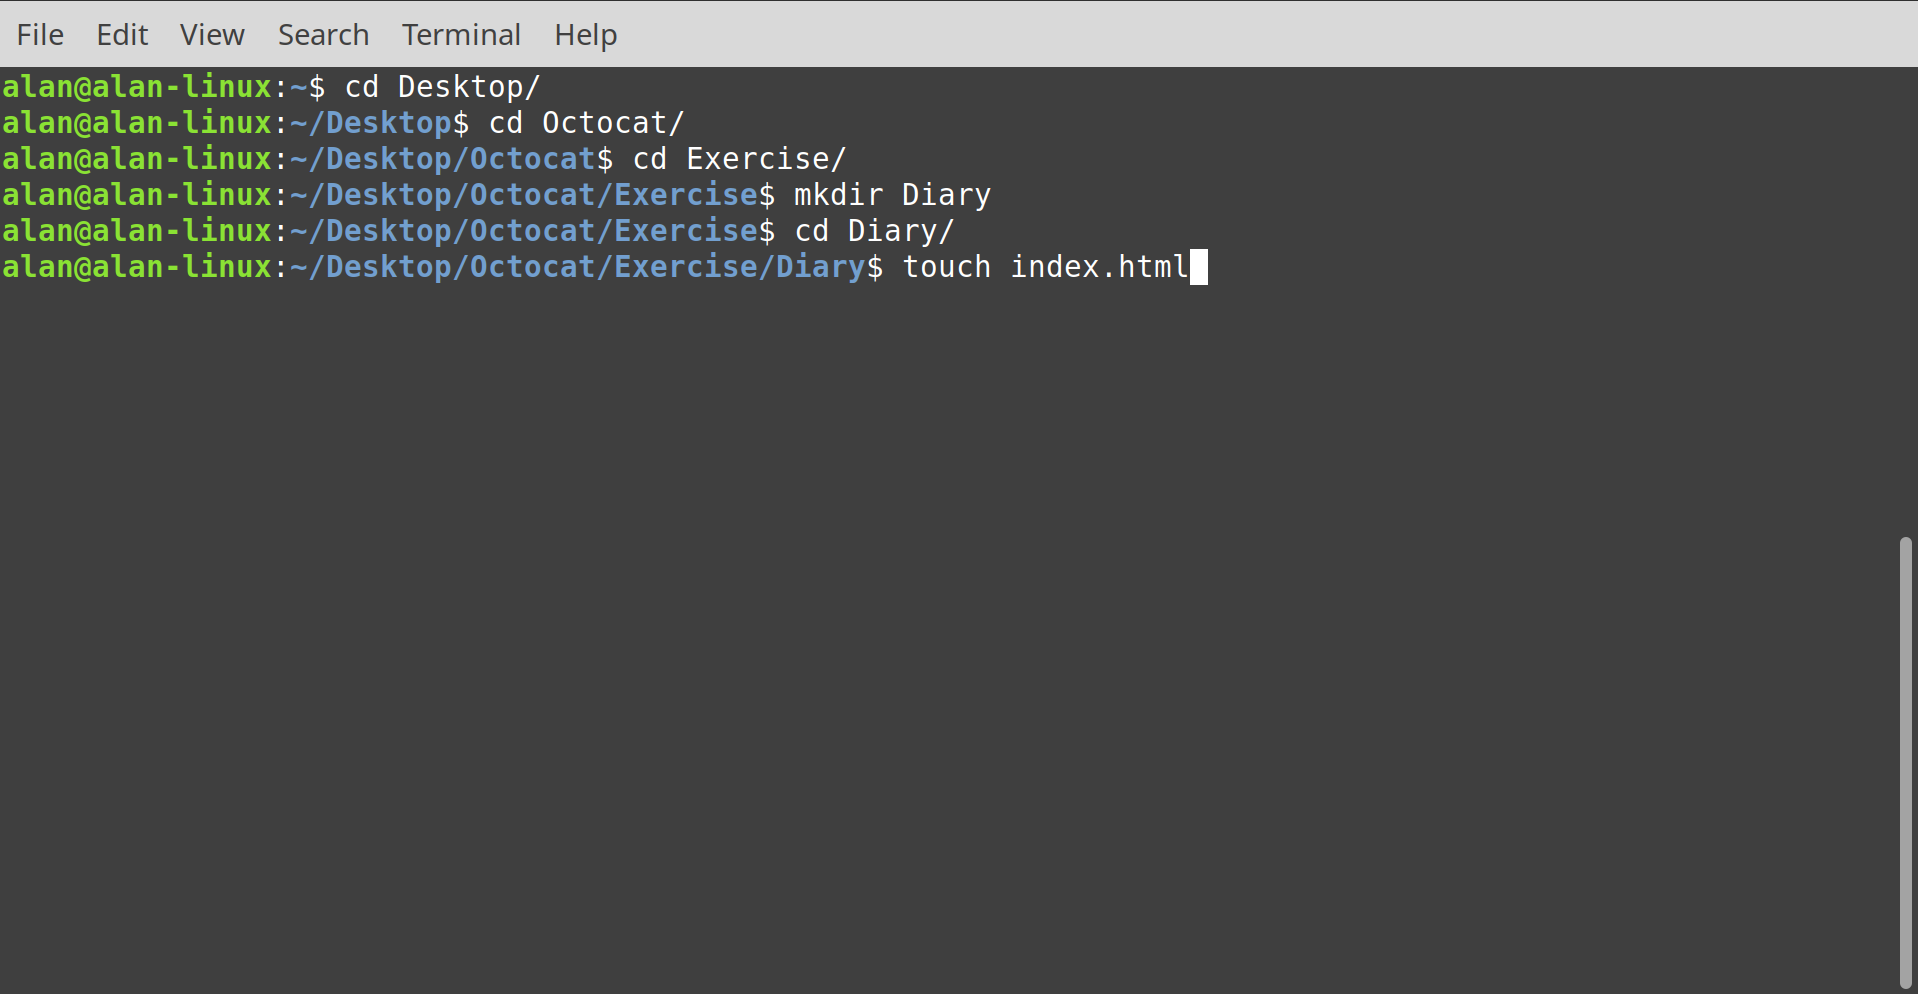 File Edit View Search Terminal Help
alan@alan-linux:~$ cd Desktop/
alan@alan-linux:~/Desktop$ cd Octocat/
alan@alan-linux:~/Desktop/Octocat$ cd Exercise/
alan@alan-linux:~/Desktop/Octocat/Exercise$ mkdir Diary
alan@alan-linux:~/Desktop/Octocat/Exercise$ cd Diary/
alan@alan-linux:~/Desktop/Octocat/Exercise/Diary$ touch index.html